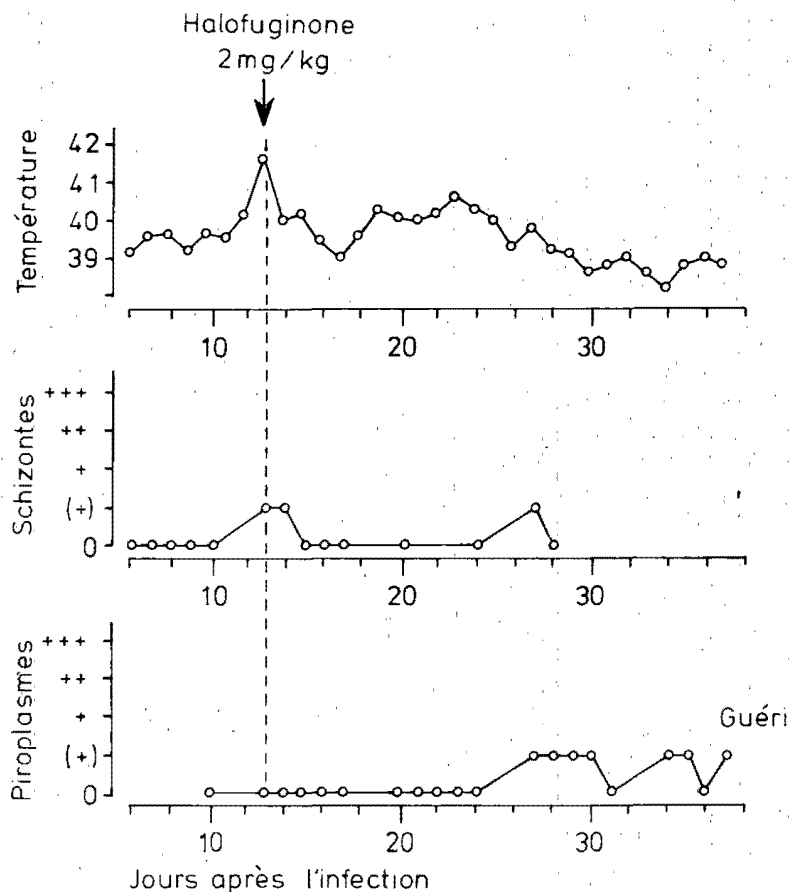 Halofuginone
2mg/kg
Température
42
41
40
39
10 20 30
Schizontes
+++
++
+
(+)
0
10 20 30
Piroplasmes
+++
++
+
(+)
0
Guéri
10 20 30
Jours après l'infection